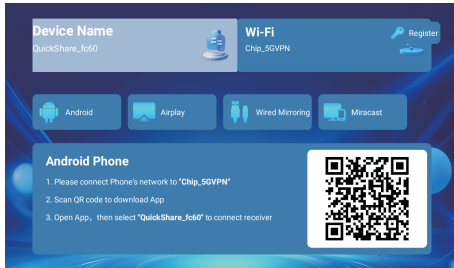 Device Name
QuickShare_fc60
Wi-Fi
Chip_5GVPN
Register
Android
Airplay
Wired Mirroring
Miracast
Android Phone
1. Please connect Phone's network to "Chip_5GVPN"
2. Scan QR code to download App
3. Open App，then select "QuickShare_fc60" to connect receiver